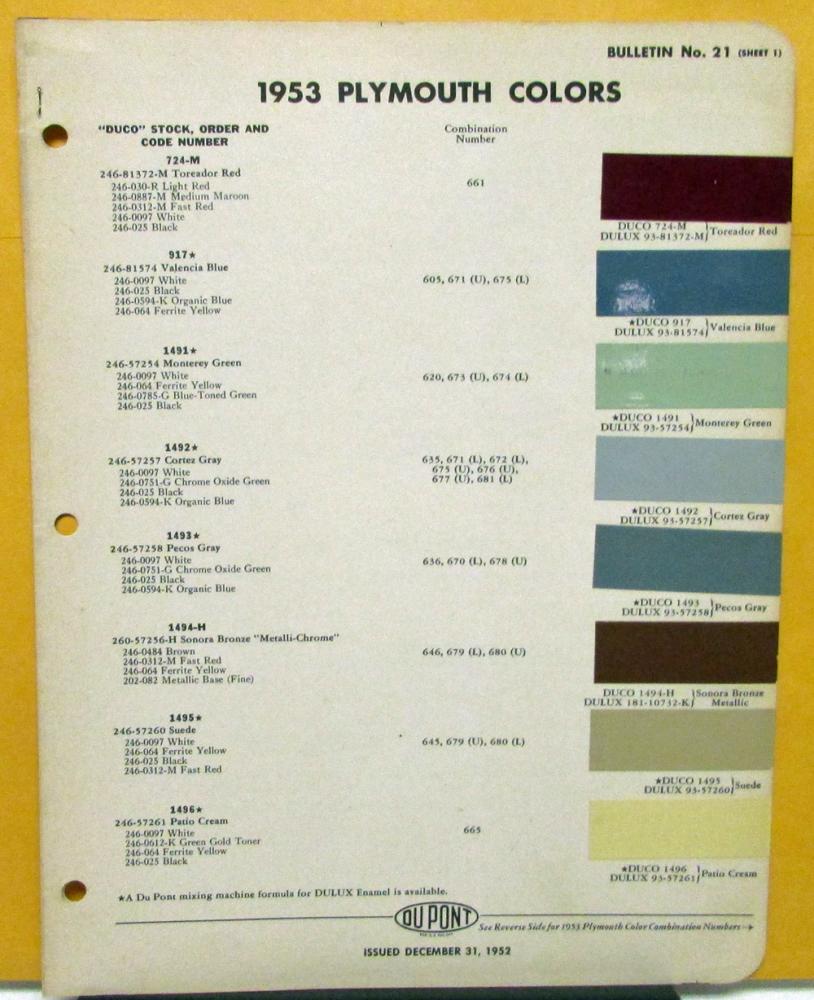 BULLETIN No. 21 (SHEET 1)
1953 PLYMOUTH COLORS
"DUCO" STOCK, ORDER AND
CODE NUMBER
Combination
Number
724-M
246-81372-M Toreador Red
246-030-R Light Red
246-0887-M Medium Maroon
246-0312-M Fast Red
246-0097 White
246-025 Black
661
DUCO 724-M
DULUX 93-81372-M} Toreador Red
917★
246-81574 Valencia Blue
246-0097 White
246-025 Black
246-0594-K Organic Blue
246-064 Ferrite Yellow
605, 671 (U), 675 (L)
★DUCO 917
DULUX 93-81574} Valencia Blue
1491★
246-57254 Monterey Green
246-0097 White
246-064 Ferrite Yellow
246-0785-G Blue-Toned Green
246-025 Black
620, 673 (U), 674 (L)
★DUCO 1491
DULUX 93-57254} Monterey Green
1492★
246-57257 Cortez Gray
246-0097 White
246-0751-G Chrome Oxide Green
246-025 Black
246-0594-K Organic Blue
635, 671 (L), 672 (L),
675 (U), 676 (U),
677 (U), 681 (L)
★DUCO 1492
DULUX 93-57257} Cortez Gray
1493★
246-57258 Pecos Gray
246-0097 White
246-0751-G Chrome Oxide Green
246-025 Black
246-0594-K Organic Blue
636, 670 (L), 678 (U)
★DUCO 1493
DULUX 93-57258} Pecos Gray
1494-H
260-57256-H Sonora Bronze "Metalli-Chrome"
246-0484 Brown
246-0312-M Fast Red
246-064 Ferrite Yellow
202-082 Metallic Base (Fine)
646, 679 (L), 680 (U)
DUCO 1494-H } Sonora Bronze
DULUX 181-10732-K} Metallic
1495★
246-57260 Suede
246-0097 White
246-064 Ferrite Yellow
246-025 Black
246-0312-M Fast Red
645, 679 (U), 680 (L)
★DUCO 1495
DULUX 93-57260} Suede
1496★
246-57261 Patio Cream
246-0097 White
246-0612-K Green Gold Toner
246-064 Ferrite Yellow
246-025 Black
665
★DUCO 1496
DULUX 93-57261} Patio Cream
★A Du Pont mixing machine formula for DULUX Enamel is available.
DU PONT
See Reverse Side for 1953 Plymouth Color Combination Numbers→
ISSUED DECEMBER 31, 1952